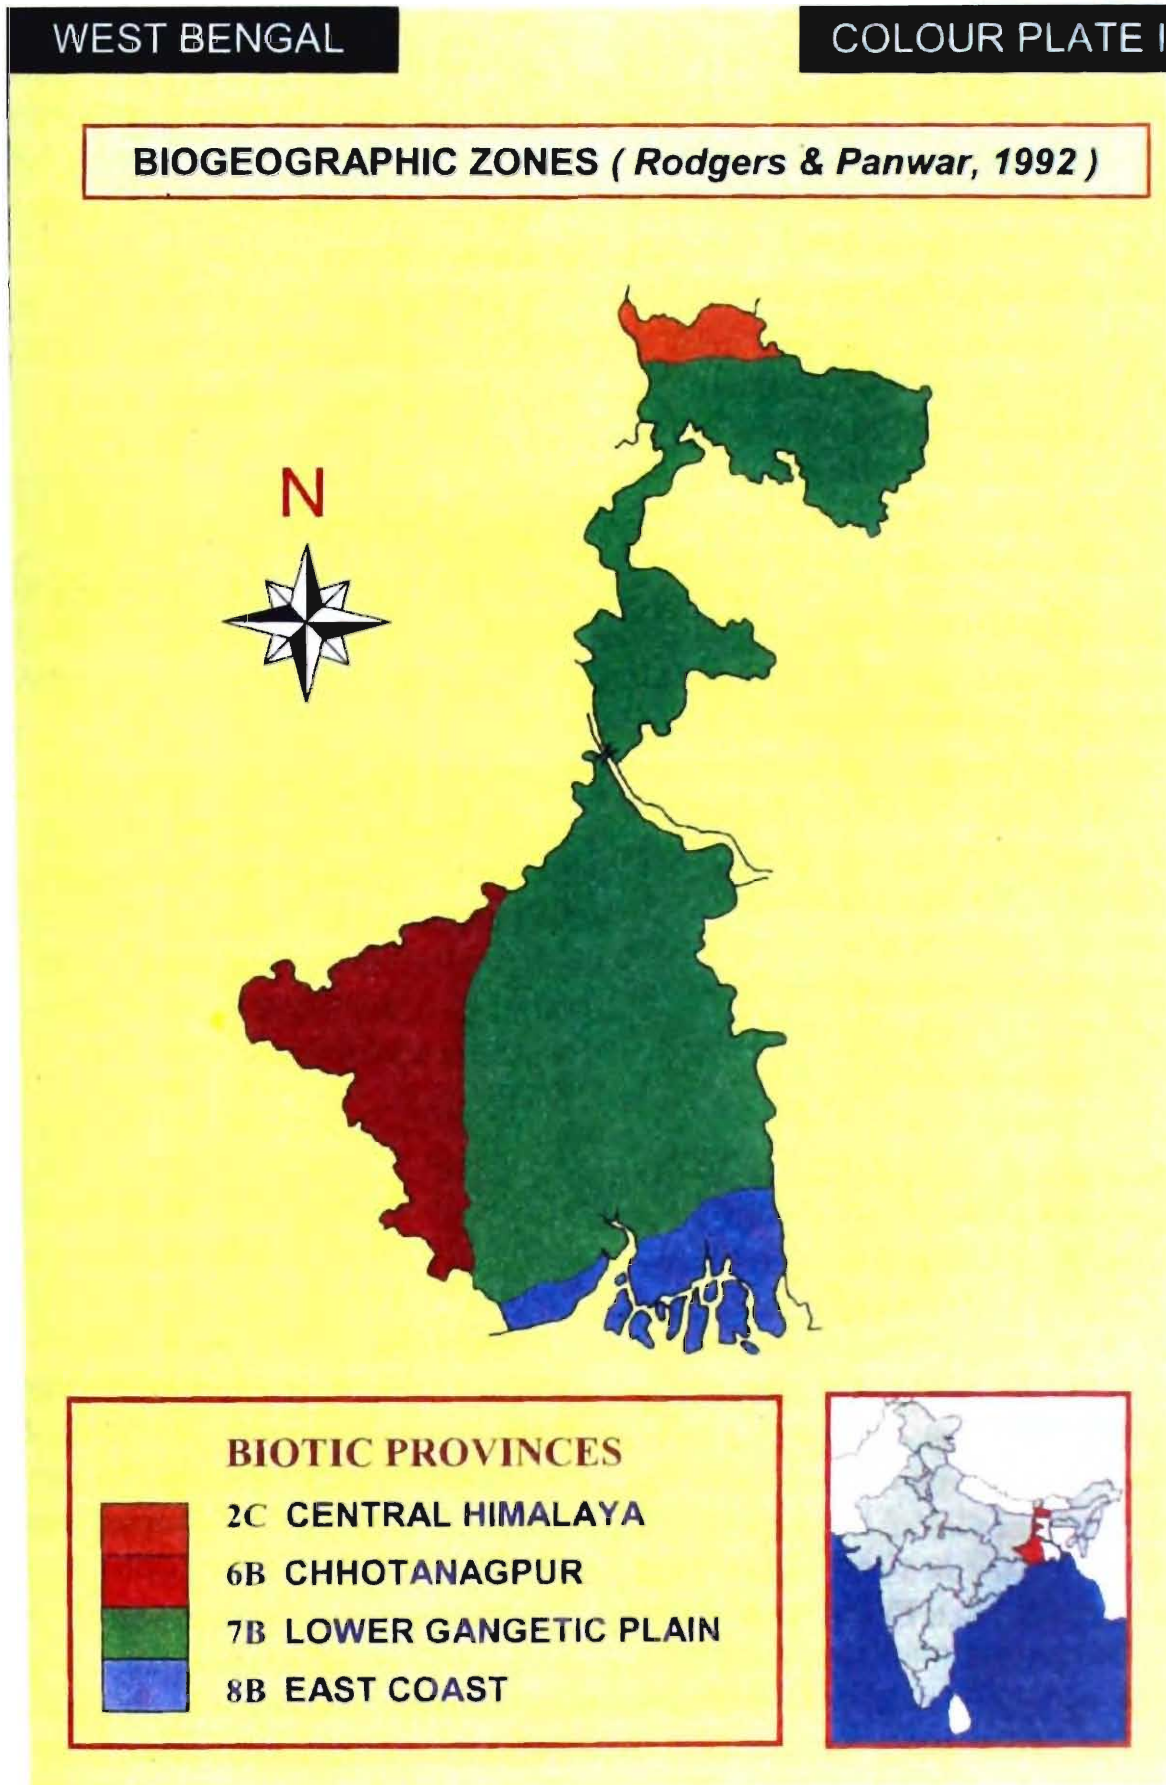 WEST BENGAL
COLOUR PLATE I
BIOGEOGRAPHIC ZONES ( Rodgers & Panwar, 1992 )
N
BIOTIC PROVINCES
2C CENTRAL HIMALAYA
6B CHHOTANAGPUR
7B LOWER GANGETIC PLAIN
8B EAST COAST